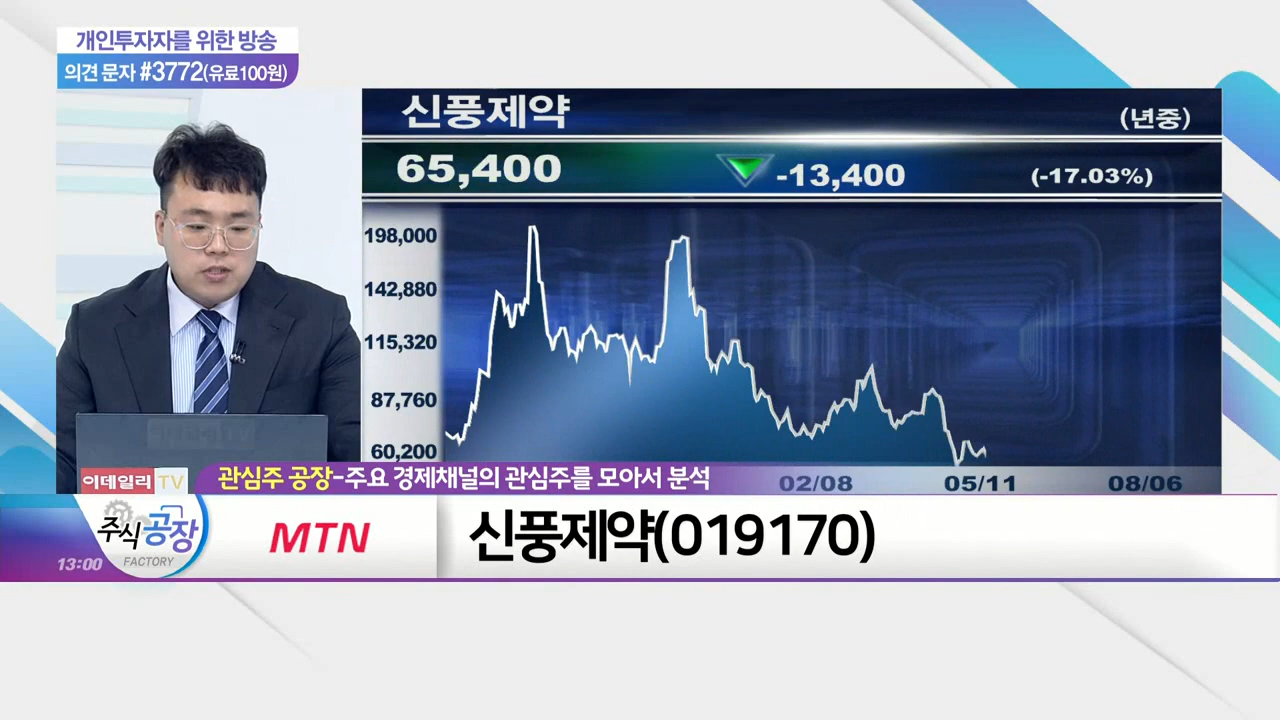 개인투자자를 위한 방송
의견 문자 #3772(유료100원)
신풍제약
(년중)
65,400
▼ -13,400
(-17.03%)
198,000
142,880
115,320
87,760
60,200
02/08
05/11
08/06
이데일리 TV
관심주 공장-주요 경제채널의 관심주를 모아서 분석
주식공장
FACTORY
13:00
MTN
신풍제약(019170)